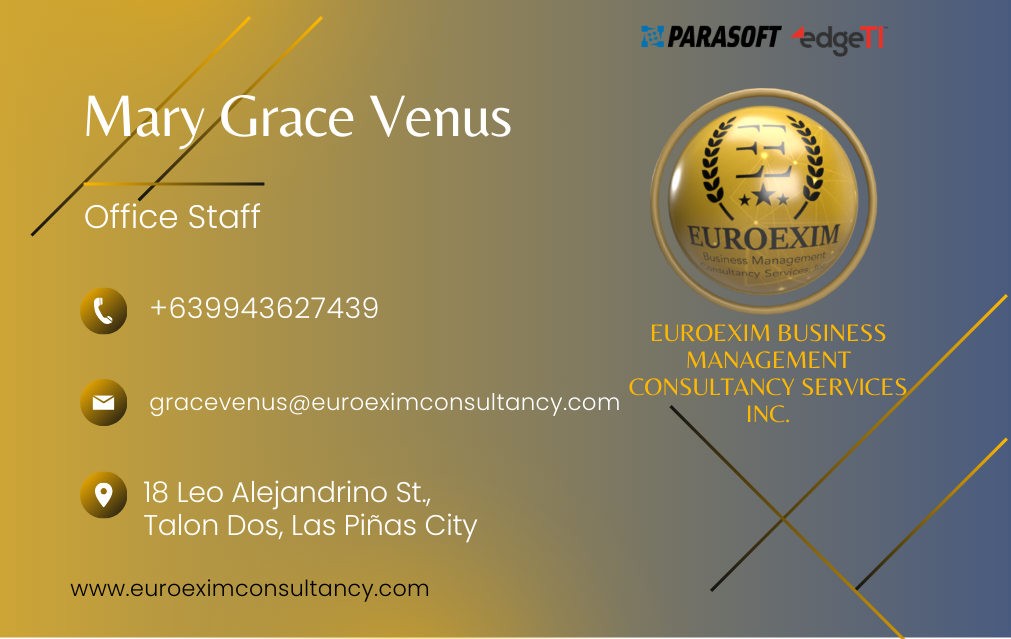 PARASOFT edgeTI
Mary Grace Venus
Office Staff
+639943627439
gracevenus@euroeximconsultancy.com
18 Leo Alejandrino St.,
Talon Dos, Las Piñas City
www.euroeximconsultancy.com
EE
EUROEXIM
Business Management
Consultancy Services
EUROEXIM BUSINESS
MANAGEMENT
CONSULTANCY SERVICES
INC.